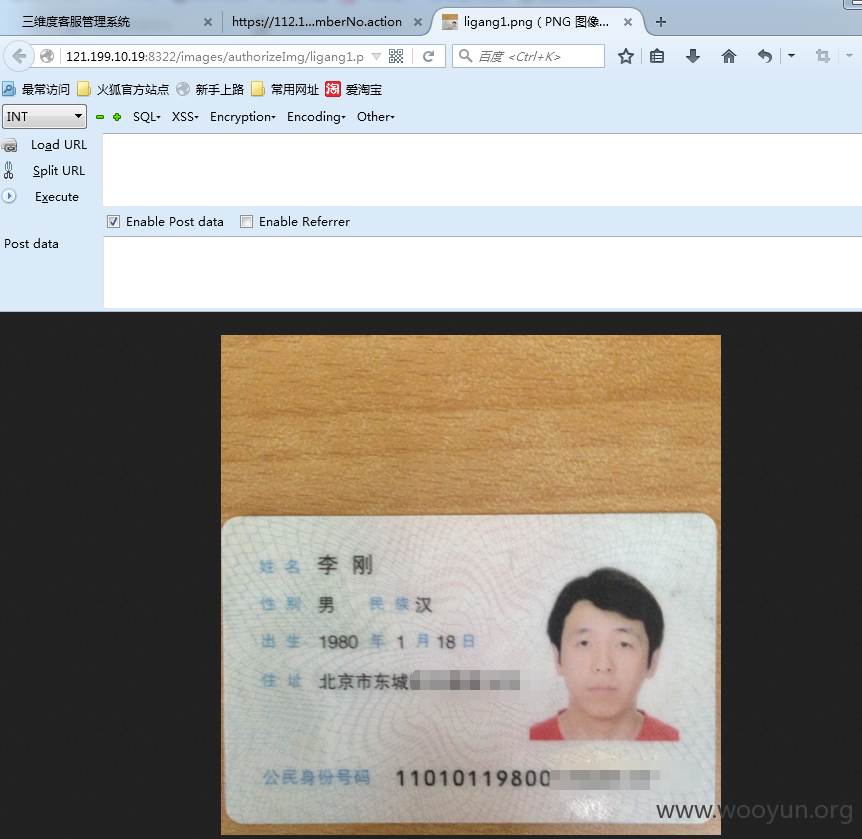 三维度客服管理系统
https://112.1...mberNo.action
ligang1.png ( PNG 图像...
121.199.10.19:8322/images/authorizeImg/ligang1.p
百度 <Ctrl+K>
最常访问 火狐官方站点 新手上路 常用网址 淘 爱淘宝
INT SQL XSS Encryption Encoding Other
Load URL
Split URL
Execute
Enable Post data Enable Referrer
Post data
姓名 李刚
性别 男 民族 汉
出生 1980 年 1 月 18 日
住址 北京市东城
公民身份号码 11010119800
www.wooyun.org